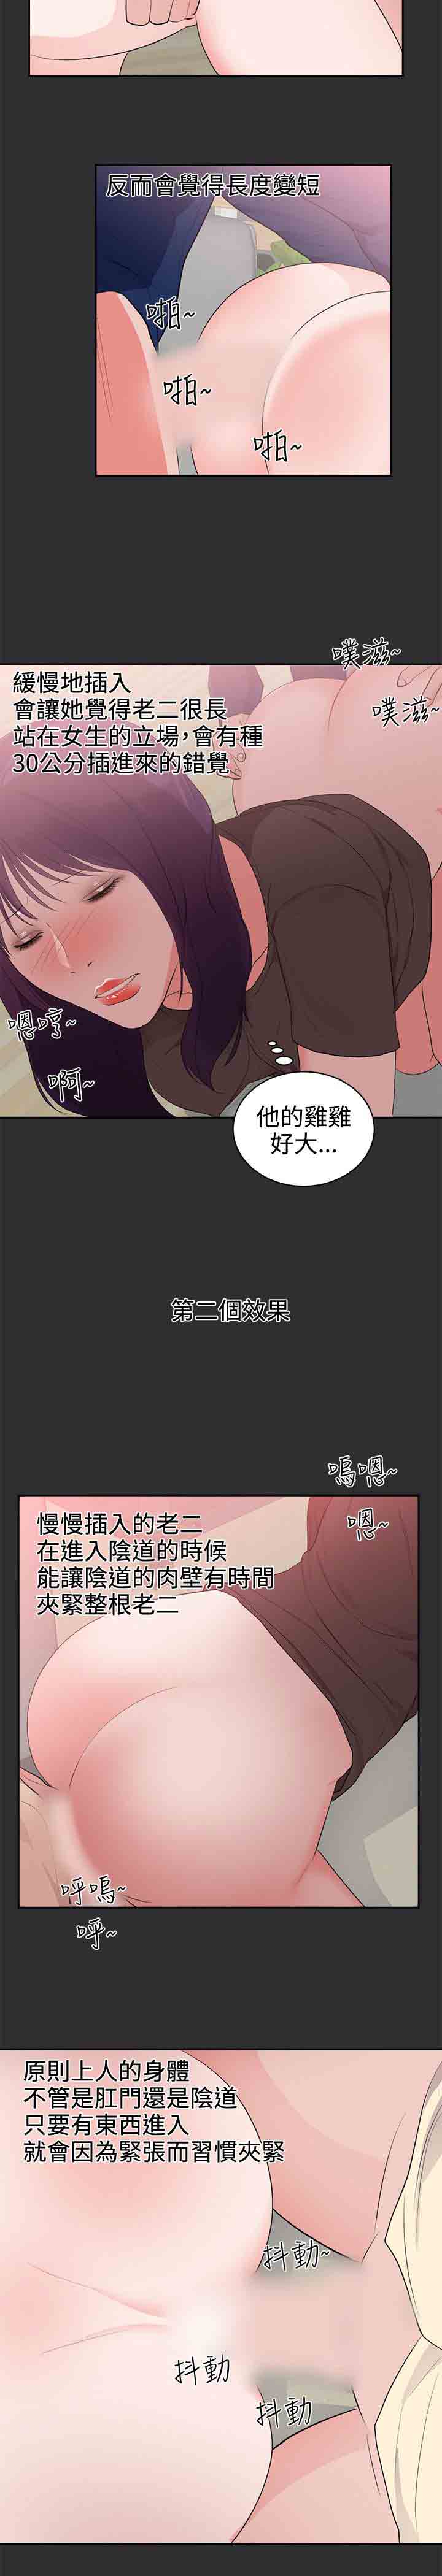 反而會覺得長度變短
啪~
啪~
啪~
噗滋~
噗滋~
緩慢地插入
會讓她覺得老二很長
站在女生的立場,會有種
30公分插進來的錯覺
嗯哼~
啊~
他的雞雞
好大...
第二個效果
嗚嗯~
嗯~
慢慢插入的老二
在進入陰道的時候
能讓陰道的肉壁有時間
夾緊整根老二
呼嗚~
呼~
原則上人的身體
不管是肛門還是陰道
只要有東西進入
就會因為緊張而習慣夾緊
抖動~
抖動
抖動